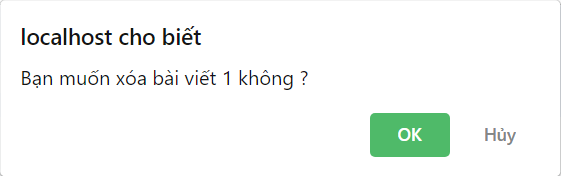 localhost cho biết
Bạn muốn xóa bài viết 1 không ?
OK
Hủy